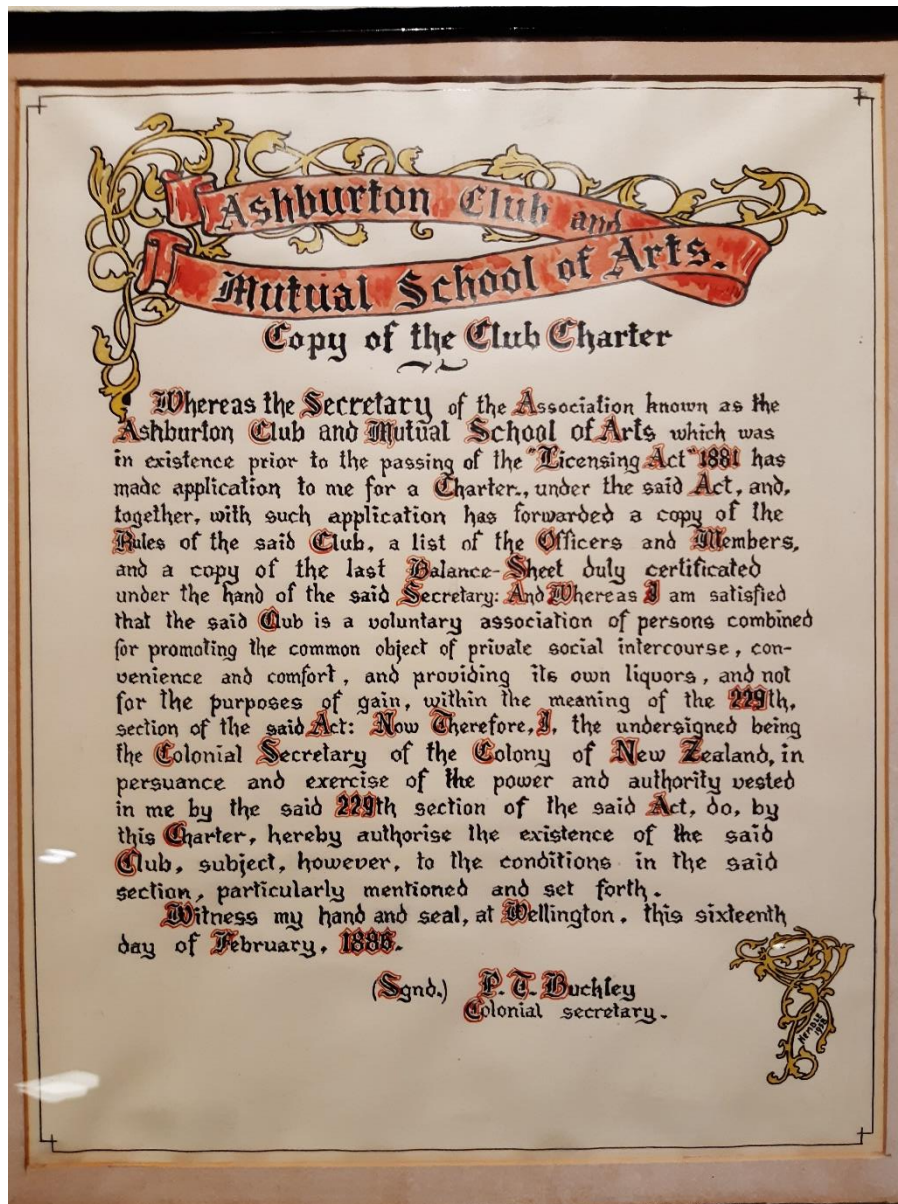 Ashburton Club and
Mutual School of Arts.
Copy of the Club Charter
Whereas the Secretary of the Association known as the
Ashburton Club and Mutual School of Arts which was
in existence prior to the passing of the "Licensing Act" 1881 has
made application to me for a Charter., under the said Act, and,
together, with such application has forwarded a copy of the
Rules of the said Club, a list of the Officers and Members,
and a copy of the last Balance-Sheet duly certificated
under the hand of the said Secretary: And Whereas I am satisfied
that the said Club is a voluntary association of persons combined
for promoting the common object of private social intercourse, con-
venience and comfort, and providing its own liquors, and not
for the purposes of gain, within the meaning of the 229th,
section of the said Act: Now Therefore, I, the undersigned being
the Colonial Secretary of the Colony of New Zealand, in
persuance and exercise of the power and authority vested
in me by the said 229th section of the said Act, do, by
this Charter, hereby authorise the existence of the said
Club, subject, however, to the conditions in the said
section, particularly mentioned and set forth.
Witness my hand and seal, at Wellington, this sixteenth
day of February, 1886.
(Sgnd.) P. T. Buckley
Colonial secretary.